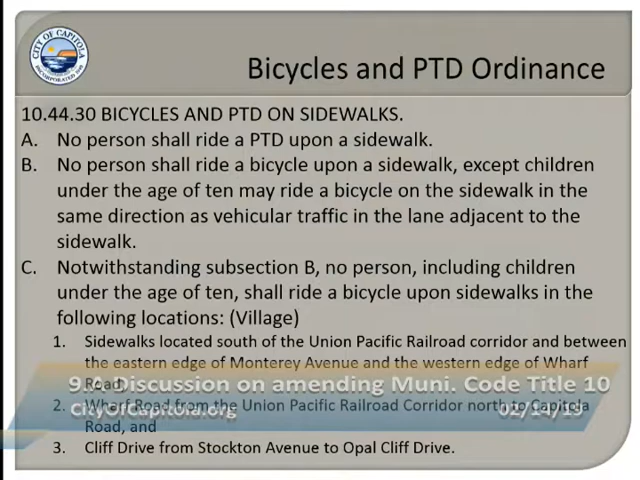 CITY OF CAPITOLA
INCORPORATED 1949
Bicycles and PTD Ordinance
10.44.30 BICYCLES AND PTD ON SIDEWALKS.
A. No person shall ride a PTD upon a sidewalk.
B. No person shall ride a bicycle upon a sidewalk, except children
under the age of ten may ride a bicycle on the sidewalk in the
same direction as vehicular traffic in the lane adjacent to the
sidewalk.
C. Notwithstanding subsection B, no person, including children
under the age of ten, shall ride a bicycle upon sidewalks in the
following locations: (Village)
1. Sidewalks located south of the Union Pacific Railroad corridor and between
the eastern edge of Monterey Avenue and the western edge of Wharf
Road,
Discussion on amending Muni. Code Title 10
2. Wharf Road from the Union Pacific Railroad Corridor north to Capitola
CityOfCapitola.org 02/14/19
Road, and
3. Cliff Drive from Stockton Avenue to Opal Cliff Drive.